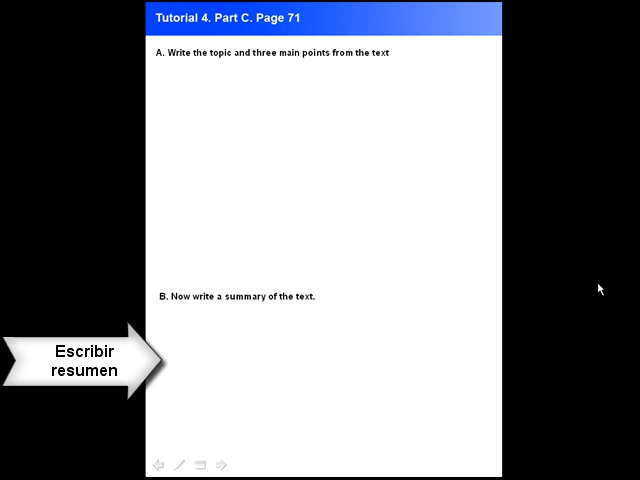 Tutorial 4. Part C. Page 71
A. Write the topic and three main points from the text
B. Now write a summary of the text.
Escribir
resumen